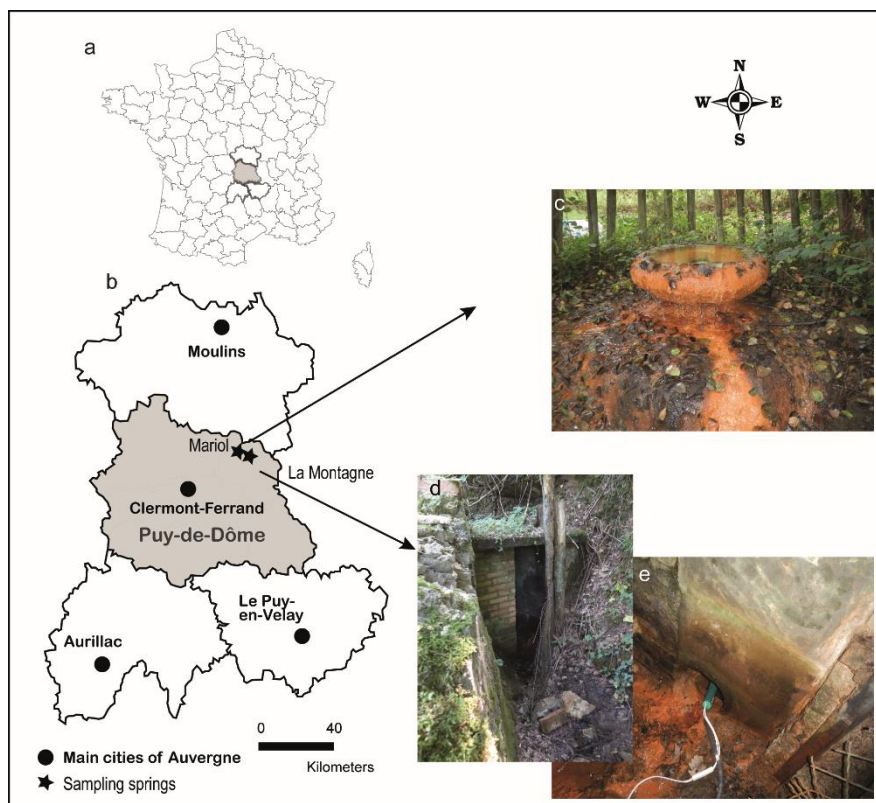 a
N
W E
S
c
b
Moulins
Mariol
La Montagne
Clermont-Ferrand
Puy-de-Dôme
d
e
Le Puy-
en-Velay
Aurillac
0 40
Kilometers
Main cities of Auvergne
Sampling springs